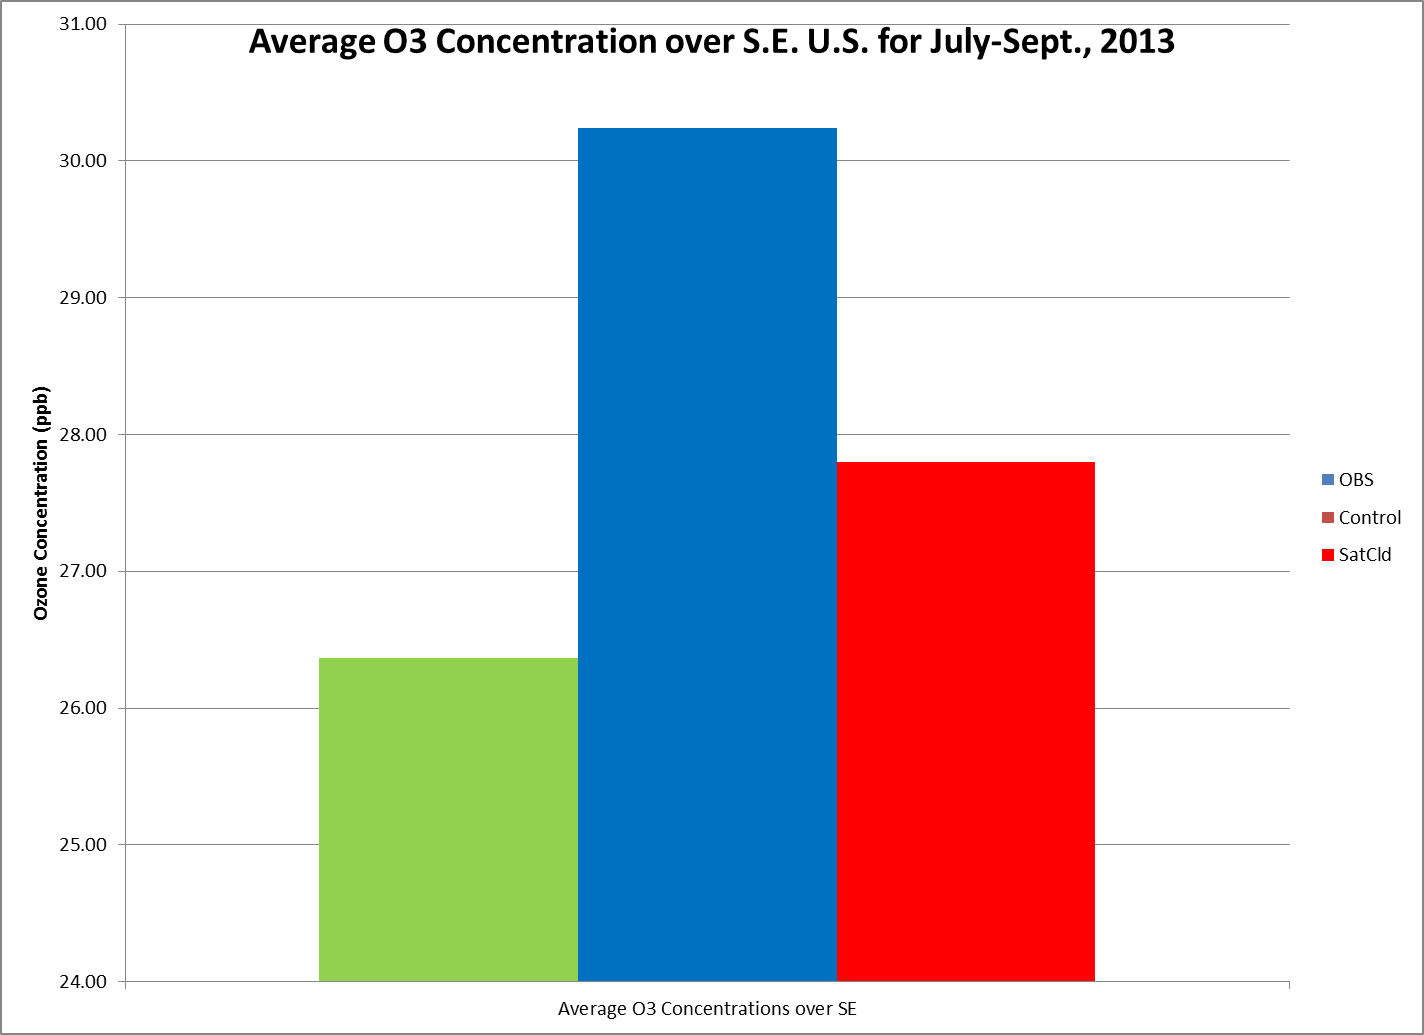 Average O3 Concentration over S.E. U.S. for July-Sept., 2013
31.00
30.00
29.00
28.00
27.00
26.00
25.00
24.00
Ozone Concentration (ppb)
Average O3 Concentrations over SE
OBS
Control
SatCld